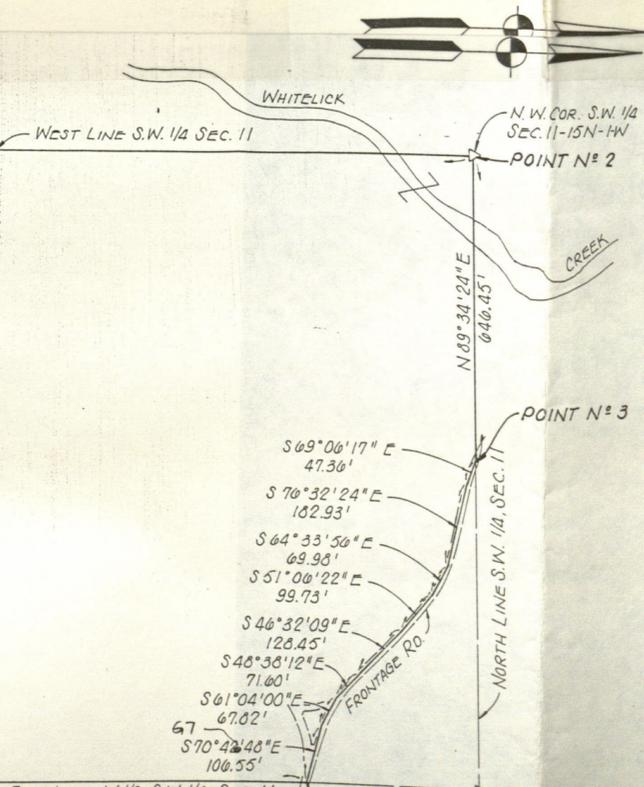 WHITELICK
N.W. COR. S.W. 1/4
SEC. 11-15N-1W
WEST LINE S.W. 1/4 SEC. 11
POINT Nº 2
CREEK
N 89°34'24" E
646.45'
POINT Nº 3
S 69°06'17" E
47.36'
S 76°32'24" E
182.93'
S 64°33'56" E
69.98'
S 51°06'22" E
99.73'
S 46°32'09" E
128.45'
S 48°38'12" E
71.60'
S 61°04'00" E
67.82'
67
S 70°42'48" E
106.55'
FRONTAGE RD.
NORTH LINE S.W. 1/4, SEC. 11